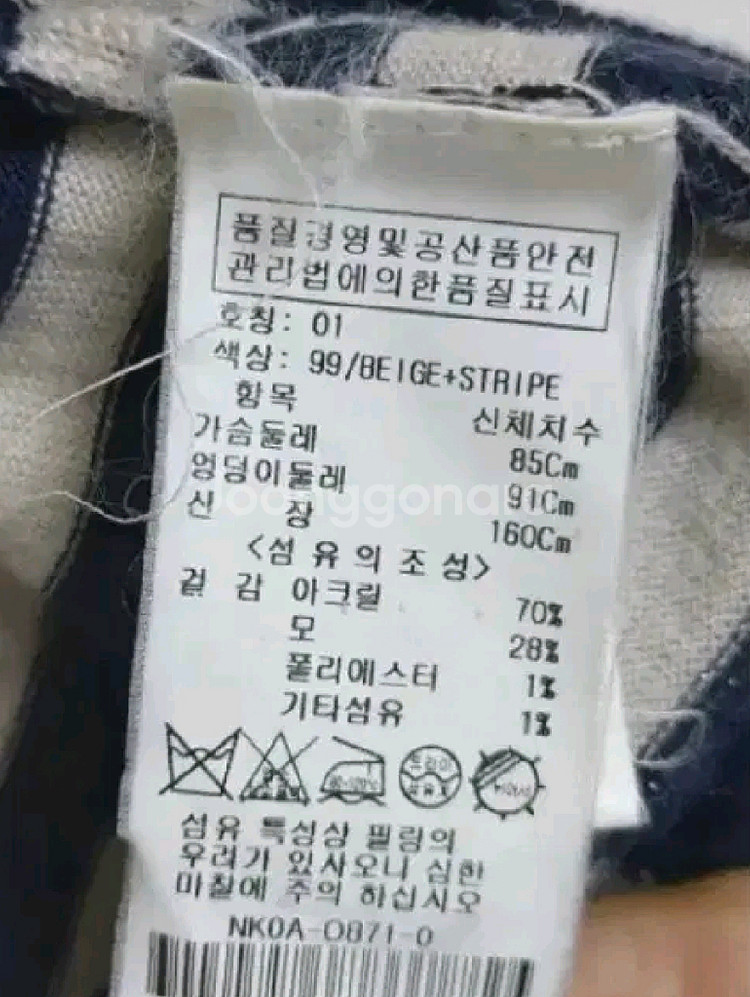 품질경영및공산품안전
관리법에의한품질표시
호칭: 01
색상: 99/BEIGE+STRIPE
항목 신체치수
가슴둘레 85Cm
엉덩이둘레 91Cm
신 장 160Cm
<섬 유 의 조 성>
겉 감 아크릴 70%
모 28%
폴리에스터 1%
기타섬유 1%
드라이
섬유 특성상 필링의
우려가 있사오니 심한
마찰에 주의 하십시오
NK0A-0871-0